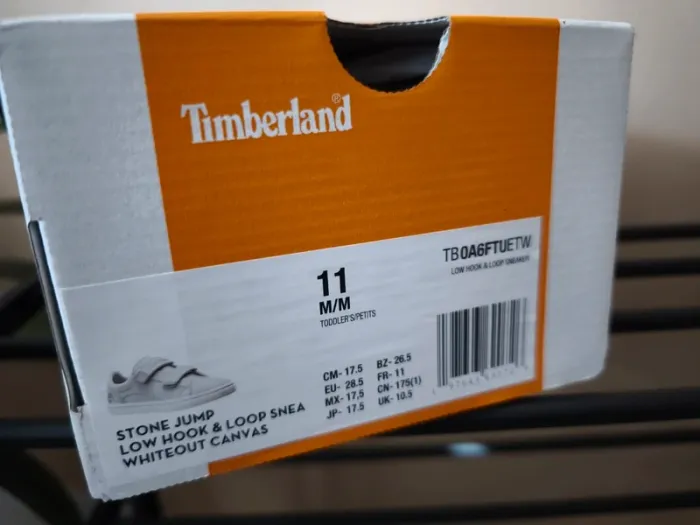 Timberland®
TB0A6FTUETW
LOW HOOK & LOOP SNEAKER
11
M/M
TODDLER'S/PETITS
CM- 17.5 BZ- 26.5
EU- 28.5 FR- 11
MX- 17,5 CN- 175(1)
JP- 17.5 UK- 10.5
STONE JUMP
LOW HOOK & LOOP SNEA
WHITEOUT CANVAS